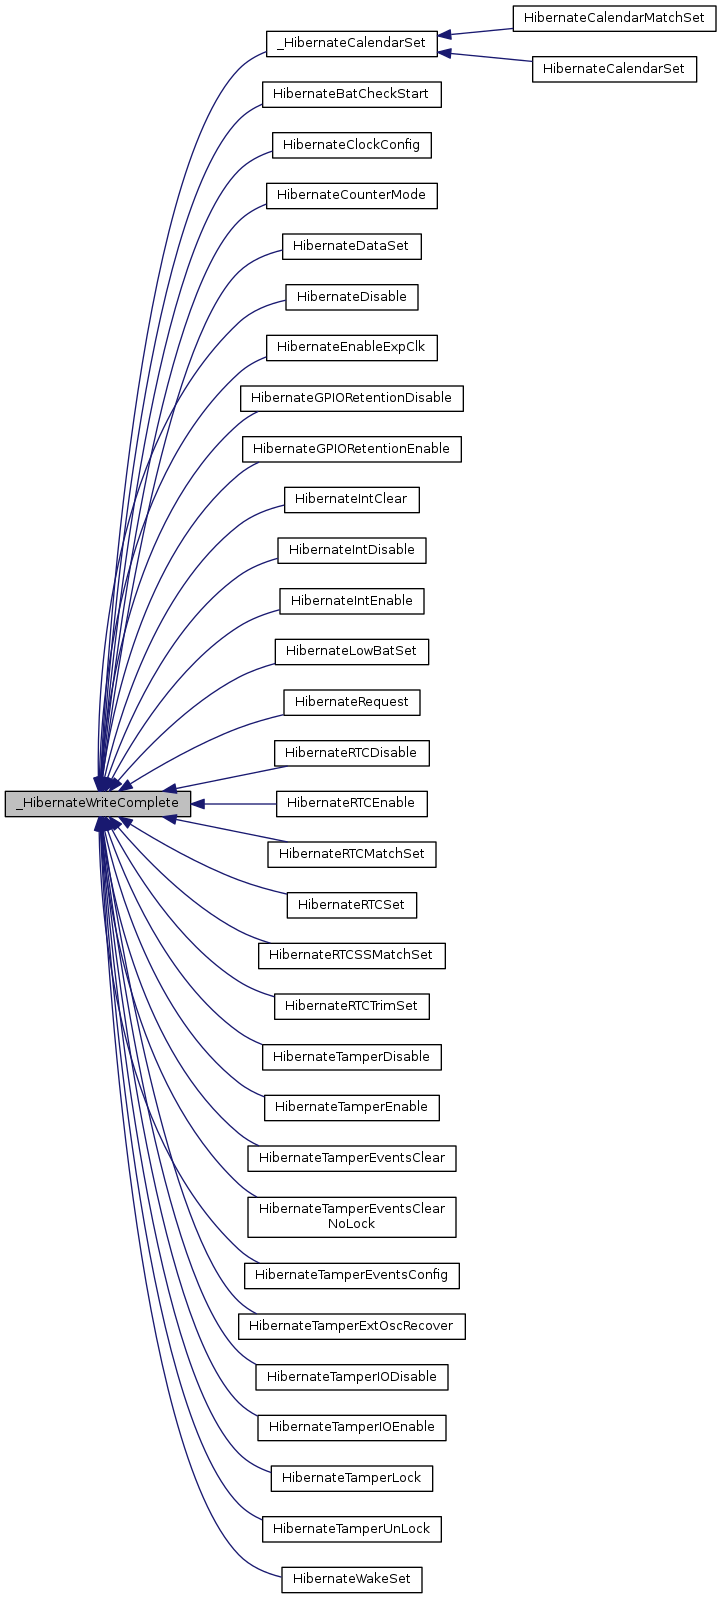 HibernateCalendarMatchSet
_HibernateCalendarSet
HibernateCalendarSet
HibernateBatCheckStart
HibernateClockConfig
HibernateCounterMode
HibernateDataSet
HibernateDisable
HibernateEnableExpClk
HibernateGPIORetentionDisable
HibernateGPIORetentionEnable
HibernateIntClear
HibernateIntDisable
HibernateIntEnable
HibernateLowBatSet
HibernateRequest
HibernateRTCDisable
_HibernateWriteComplete
HibernateRTCEnable
HibernateRTCMatchSet
HibernateRTCSet
HibernateRTCSSMatchSet
HibernateRTCTrimSet
HibernateTamperDisable
HibernateTamperEnable
HibernateTamperEventsClear
HibernateTamperEventsClear
NoLock
HibernateTamperEventsConfig
HibernateTamperExtOscRecover
HibernateTamperIODisable
HibernateTamperIOEnable
HibernateTamperLock
HibernateTamperUnLock
HibernateWakeSet